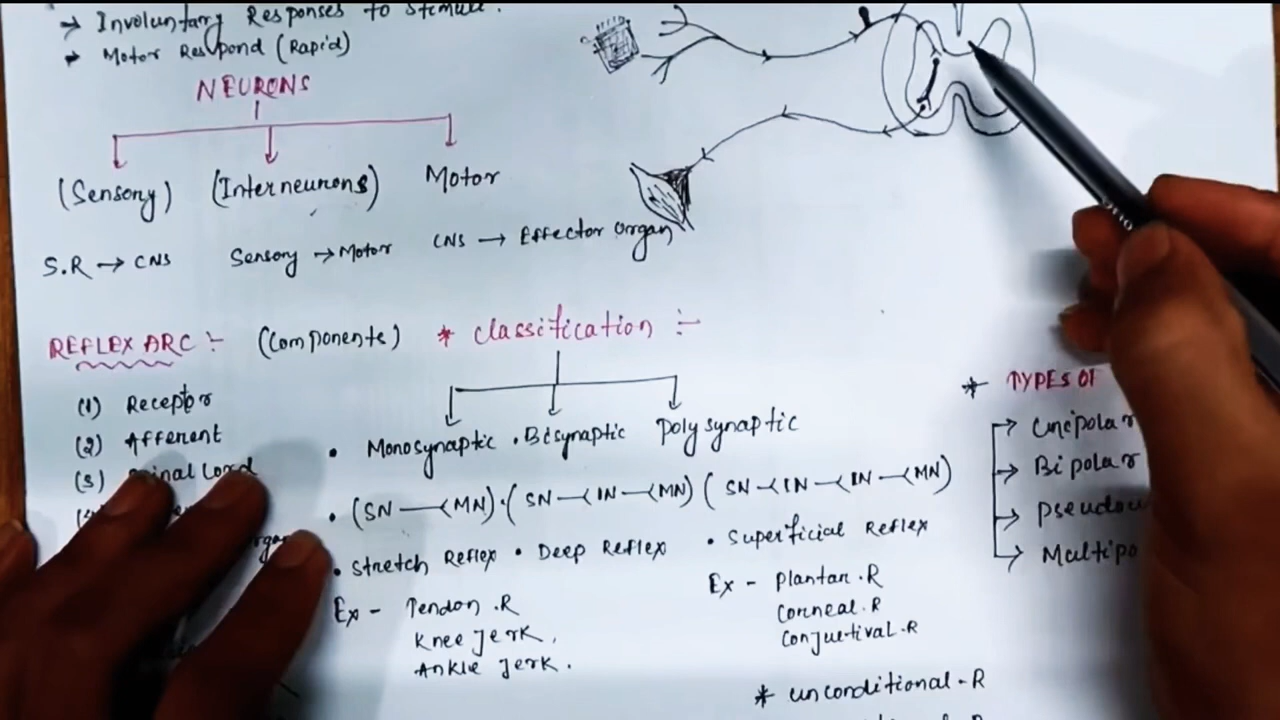 → Involuntary Responses to Stimuli.
→ Motor Respond (Rapid)
NEURONS
(Sensory) (Interneurons) Motor
S.R → CNS Sensory → Motor CNS → Effector organ
REFLEX ARC :- (Components) * Classification :-
(1) Receptor
(2) Afferent
(3)
• Monosynaptic • Bisynaptic Polysynaptic
• (SN —< MN) • (SN —< IN —< MN) (SN —< IN —< IN —< MN)
• Stretch Reflex • Deep Reflex • Superficial Reflex
Ex - Tendon .R
Knee Jerk,
Ankle Jerk.
Ex - Plantar .R
Corneal .R
Conjuctival .R
* unconditional - R
* TYPES OF
→ Unipolar
→ Bipolar
→ Pseudou
→ Multipo